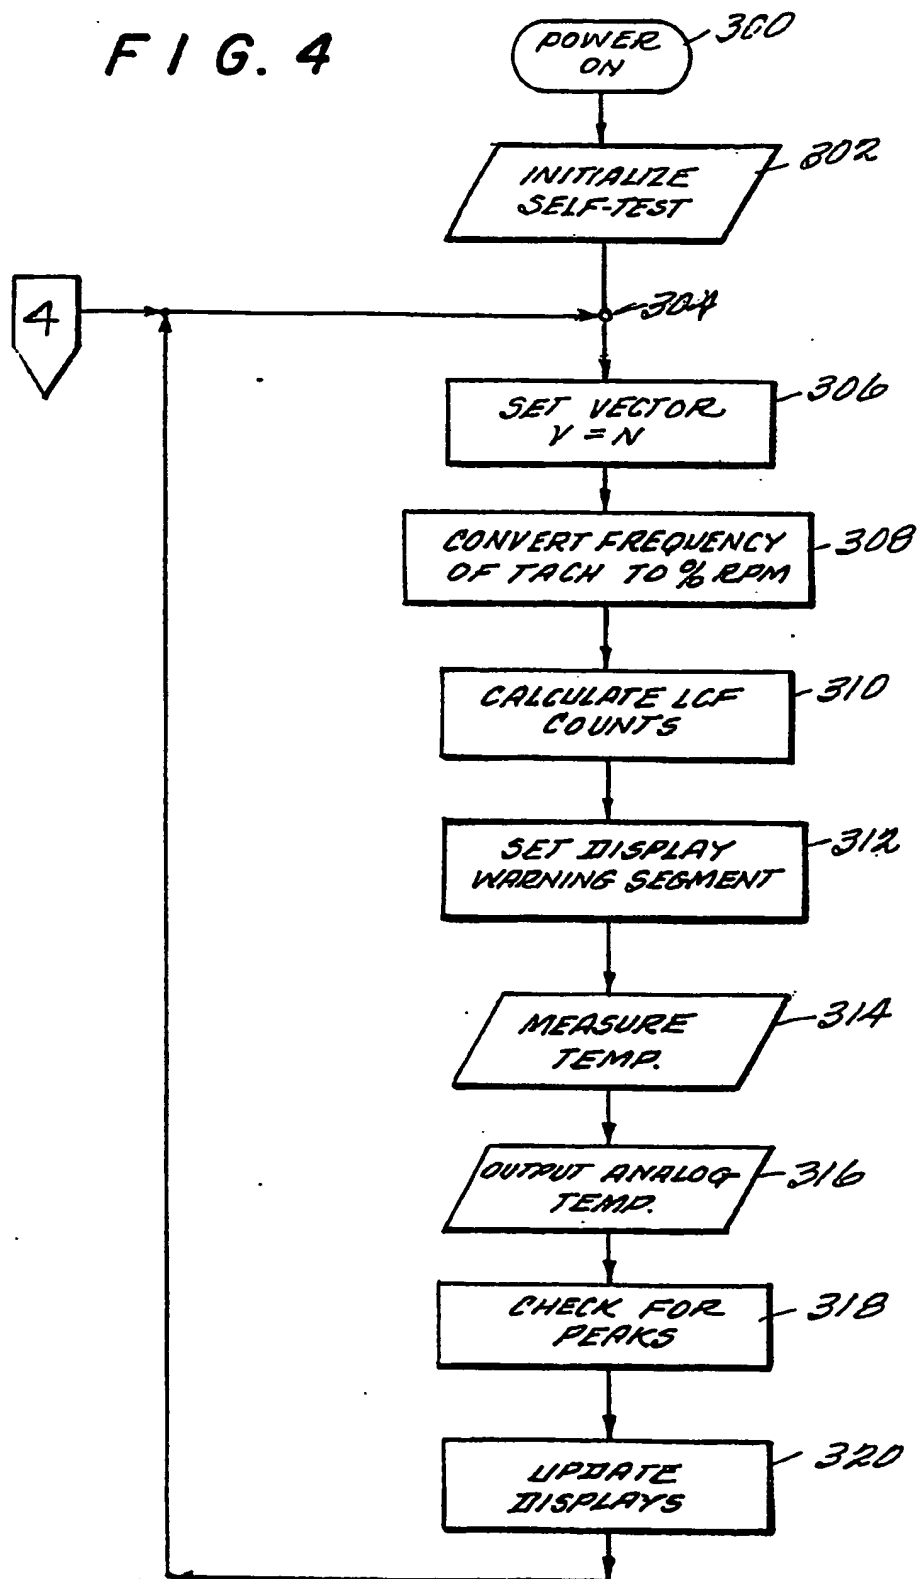 FIG. 4
POWER
ON
300
INITIALIZE
SELF-TEST
302
4
304
SET VECTOR
V = N
306
CONVERT FREQUENCY
OF TACH TO % RPM
308
CALCULATE LCF
COUNTS
310
SET DISPLAY
WARNING SEGMENT
312
MEASURE
TEMP.
314
OUTPUT ANALOG
TEMP.
316
CHECK FOR
PEAKS
318
UPDATE
DISPLAYS
320